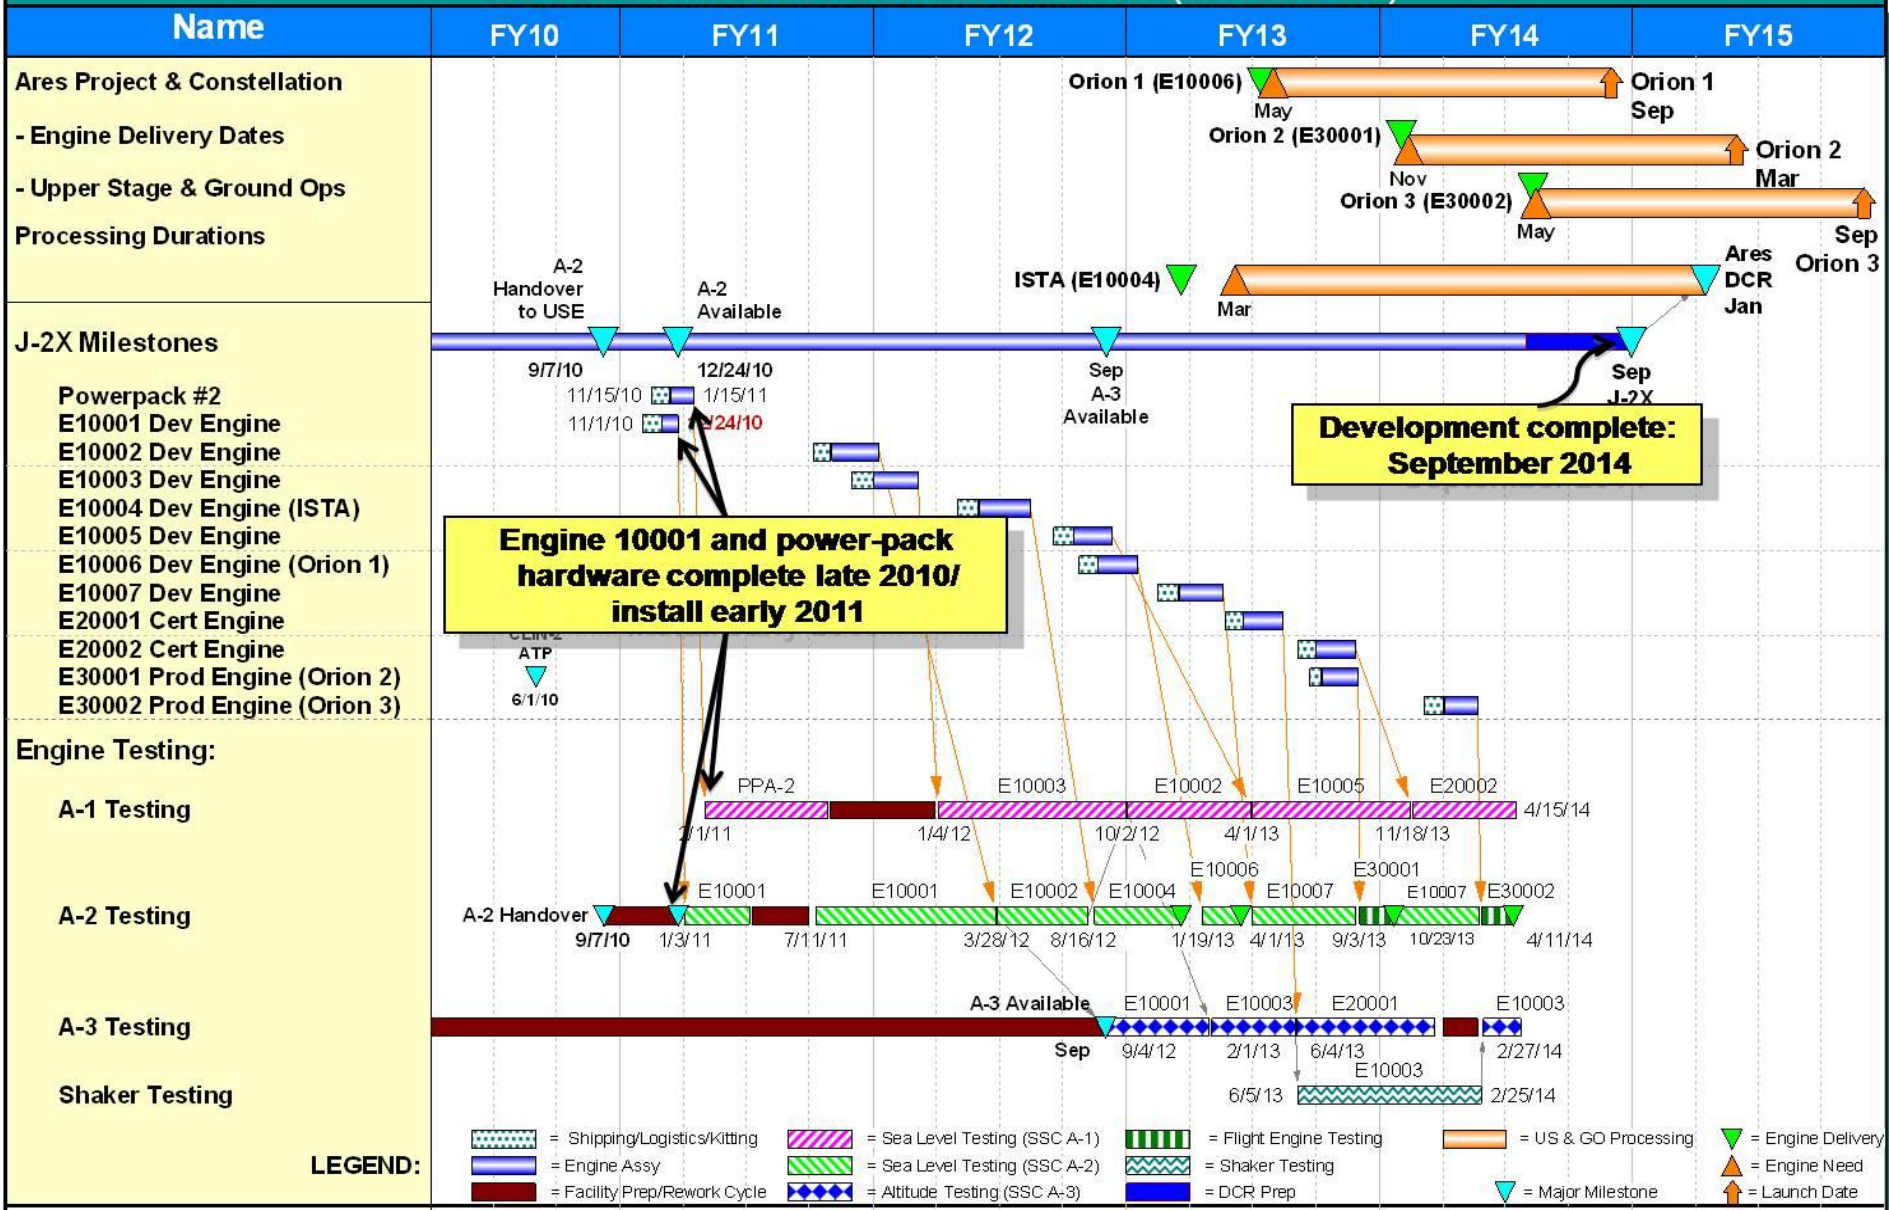 Name
FY10
FY11
FY12
FY13
FY14
FY15
Ares Project & Constellation
- Engine Delivery Dates
- Upper Stage & Ground Ops
Processing Durations
Orion 1 (E10006)
May
Orion 1
Sep
Orion 2 (E30001)
Nov
Orion 2
Mar
Orion 3 (E30002)
May
Sep
Orion 3
ISTA (E10004)
Mar
Ares
DCR
Jan
A-2
Handover
to USE
A-2
Available
J-2X Milestones
9/7/10
12/24/10
Sep
A-3
Available
Sep
J-2X
Development complete:
September 2014
Powerpack #2
11/15/10
1/15/11
E10001 Dev Engine
11/1/10
/24/10
E10002 Dev Engine
E10003 Dev Engine
E10004 Dev Engine (ISTA)
E10005 Dev Engine
E10006 Dev Engine (Orion 1)
E10007 Dev Engine
E20001 Cert Engine
E20002 Cert Engine
E30001 Prod Engine (Orion 2)
E30002 Prod Engine (Orion 3)
Engine 10001 and power-pack
hardware complete late 2010/
install early 2011
CLIN-2
ATP
6/1/10
Engine Testing:
A-1 Testing
PPA-2
E10003
E10002
E10005
E20002
2/1/11
1/4/12
10/2/12
4/1/13
11/18/13
4/15/14
A-2 Testing
A-2 Handover
E10001
E10001
E10002
E10004
E10006
E10007
E30001
E10007
E30002
9/7/10
1/3/11
7/11/11
3/28/12
8/16/12
1/19/13
4/1/13
9/3/13
10/23/13
4/11/14
A-3 Testing
A-3 Available
E10001
E10003
E20001
E10003
Sep
9/4/12
2/1/13
6/4/13
2/27/14
Shaker Testing
E10003
6/5/13
2/25/14
LEGEND:
= Shipping/Logistics/Kitting
= Engine Assy
= Facility Prep/Rework Cycle
= Sea Level Testing (SSC A-1)
= Sea Level Testing (SSC A-2)
= Altitude Testing (SSC A-3)
= Flight Engine Testing
= Shaker Testing
= DCR Prep
= US & GO Processing
= Major Milestone
= Engine Delivery
= Engine Need
= Launch Date